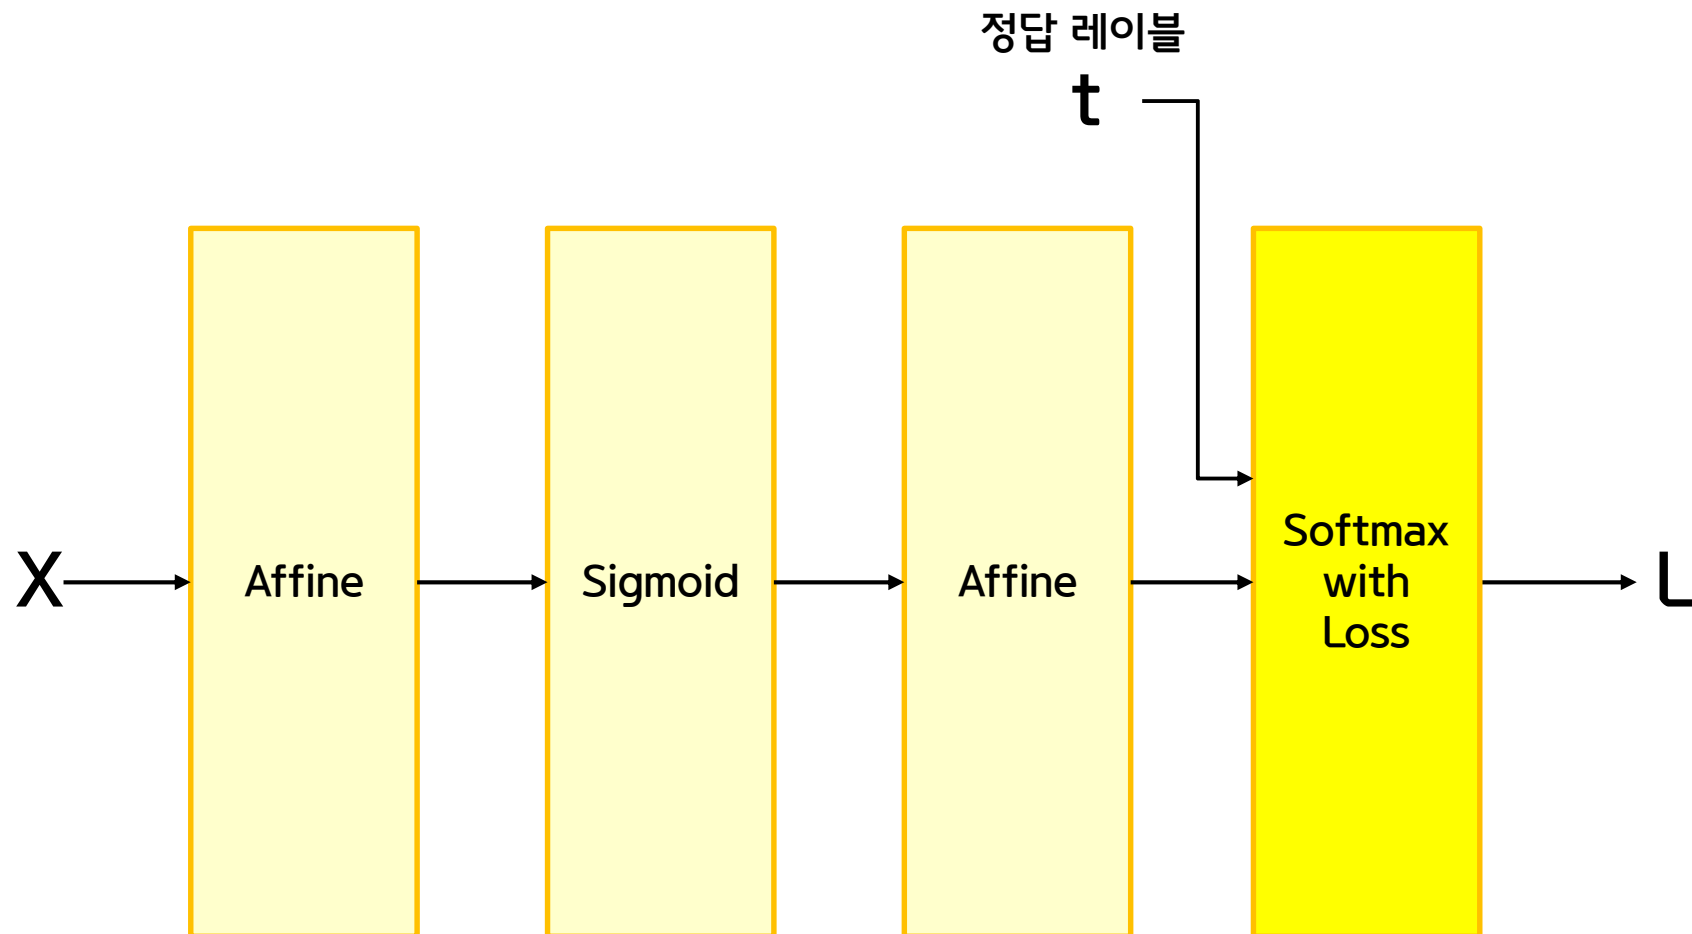 정답 레이블
t
X
Affine
Sigmoid
Affine
Softmax
with
Loss
L